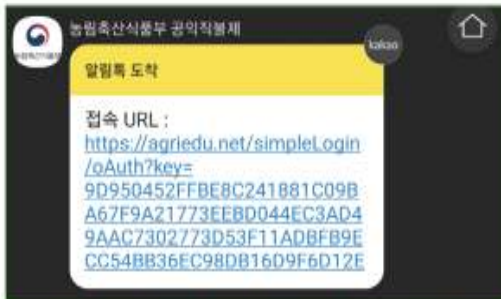 농림축산식품부 공익직불제
kakao
알림톡 도착
접속 URL :
https://agriedu.net/simpleLogin
/oAuth?key=
9D950452FFBE8C241881C09B
A67F9A21773EEBD044EC3AD4
9AAC7302773D53F11ADBFB9E
CC54BB36EC98DB16D9F6D12E